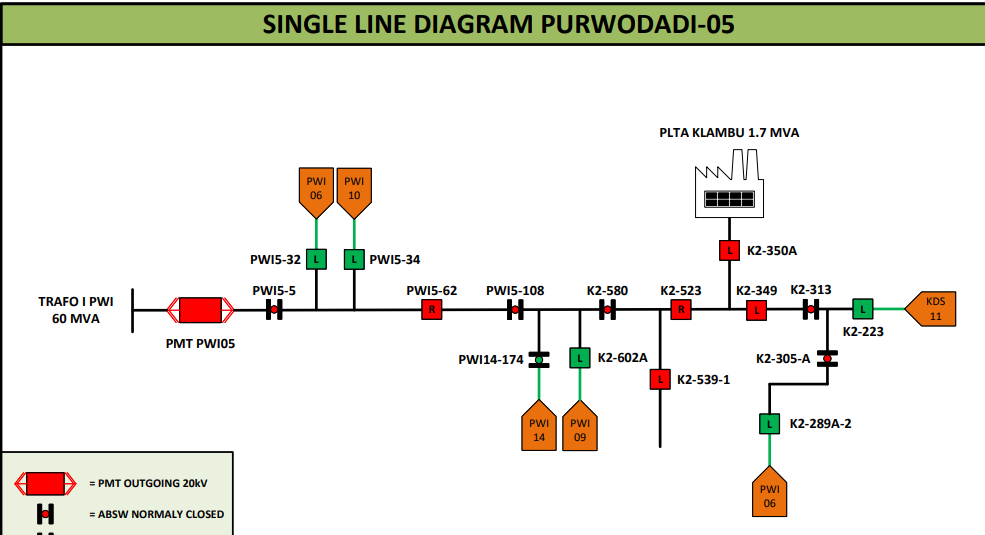 SINGLE LINE DIAGRAM PURWODADI-05
PLTA KLAMBU 1.7 MVA
PWI
06
PWI
10
L
K2-350A
PWI5-32
L
L
PWI5-34
TRAFO I PWI
60 MVA
PMT PWI05
PWI5-5
PWI5-62
R
PWI5-108
K2-580
K2-523
R
K2-349
L
K2-313
L
K2-223
KDS
11
PWI14-174
L
K2-602A
K2-305-A
L
K2-539-1
PWI
14
PWI
09
L
K2-289A-2
PWI
06
= PMT OUTGOING 20kV
= ABSW NORMALY CLOSED